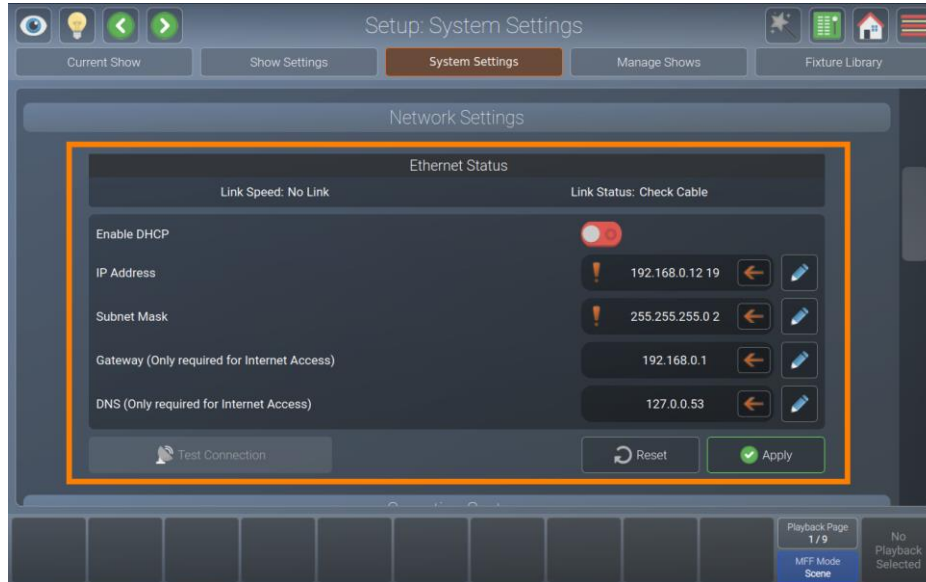 Setup: System Settings
Current Show
Show Settings
System Settings
Manage Shows
Fixture Library
Network Settings
Ethernet Status
Link Speed: No Link
Link Status: Check Cable
Enable DHCP
IP Address
192.168.0.12 19
Subnet Mask
255.255.255.0 2
Gateway (Only required for Internet Access)
192.168.0.1
DNS (Only required for Internet Access)
127.0.0.53
Test Connection
Reset
Apply
Playback Page
1 / 9
MFF Mode
Scene
No
Playback
Selected